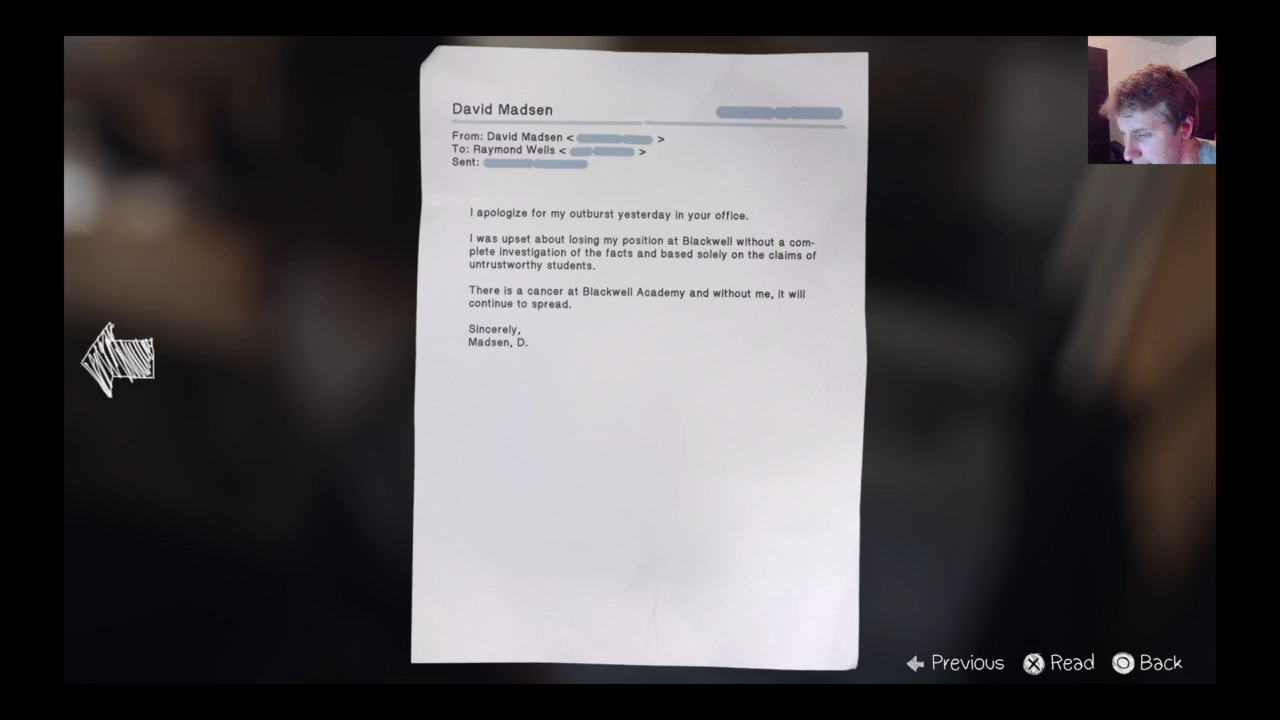 David Madsen
From: David Madsen < >
To: Raymond Wells < >
Sent:
I apologize for my outburst yesterday in your office.
I was upset about losing my position at Blackwell without a com-
plete investigation of the facts and based solely on the claims of
untrustworthy students.
There is a cancer at Blackwell Academy and without me, it will
continue to spread.
Sincerely,
Madsen, D.
Previous Read Back